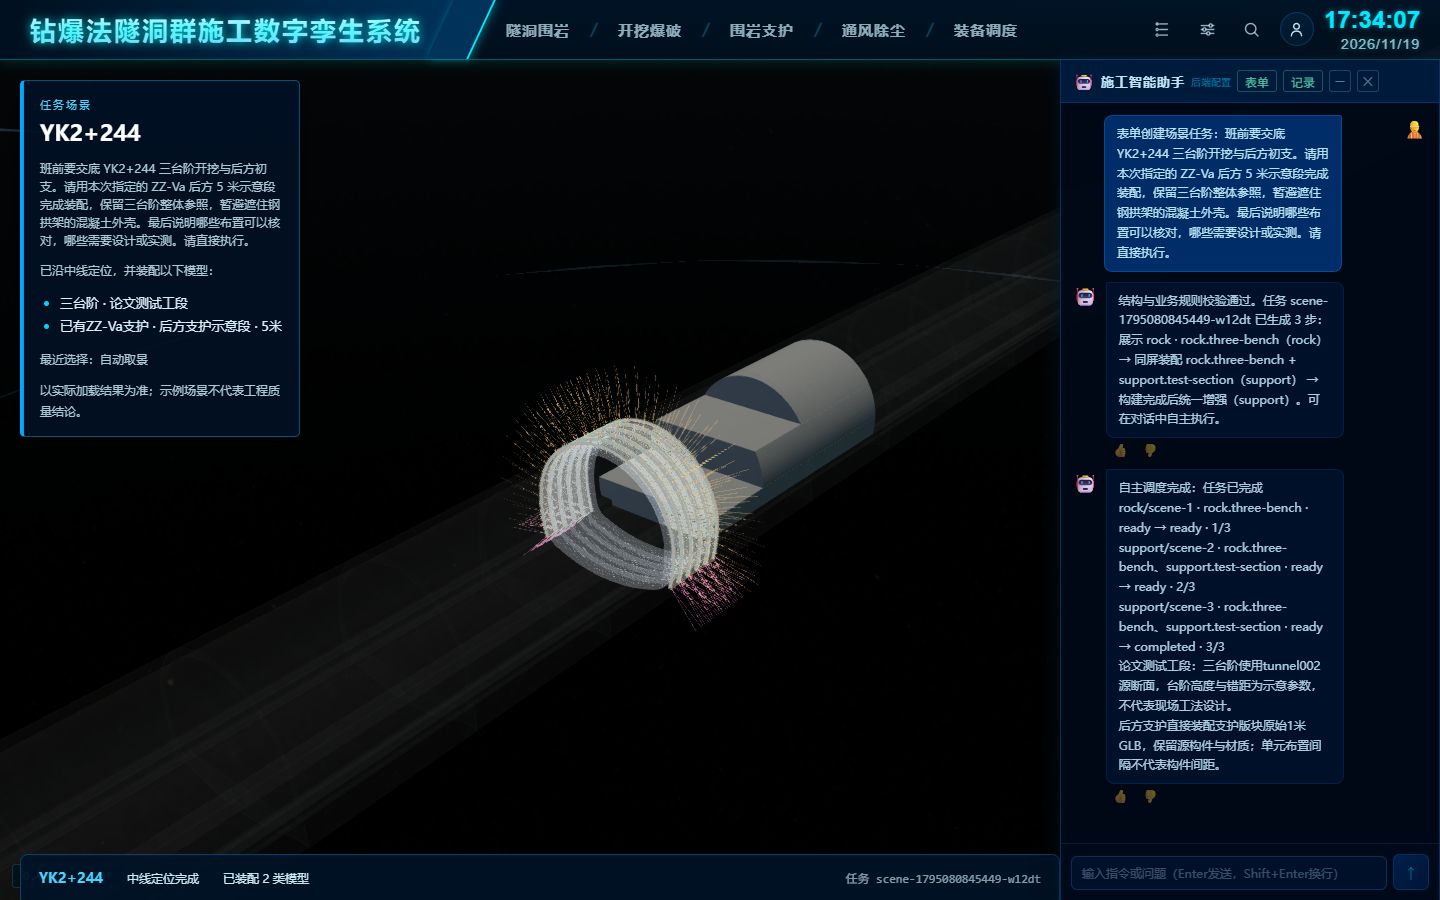 钻爆法隧洞群施工数字孪生系统
隧洞围岩 / 开挖爆破 / 围岩支护 / 通风除尘 / 装备调度
17:34:07
2026/11/19
任务场景
YK2+244
班前要交底 YK2+244 三台阶开挖与后方初
支。请用本次指定的 ZZ-Va 后方 5 米示意段
完成装配，保留三台阶整体参照，暂避遮住钢
拱架的混凝土外壳。最后说明哪些布置可以核
对，哪些需要设计或实测。请直接执行。
已沿中线定位，并装配以下模型：
三台阶 · 论文测试工段
已有ZZ-Va支护 · 后方支护示意段 · 5米
最近选择：自动取景
以实际加载结果为准；示例场景不代表工程质
量结论。
施工智能助手 后端配置 表单 记录
表单创建场景任务：班前要交底
YK2+244 三台阶开挖与后方初支。请用
本次指定的 ZZ-Va 后方 5 米示意段完成
装配，保留三台阶整体参照，暂避遮住
钢拱架的混凝土外壳。最后说明哪些布
置可以核对，哪些需要设计或实测。请
直接执行。
结构与业务规则校验通过。任务 scene-
1795080845449-w12dt 已生成 3 步：
展示 rock · rock.three-bench（rock）
→ 同屏装配 rock.three-bench +
support.test-section（support） →
构建完成后统一增强（support）。可
在对话中自主执行。
自主调度完成：任务已完成
rock/scene-1 · rock.three-bench ·
ready → ready · 1/3
support/scene-2 · rock.three-
bench、support.test-section · ready
→ ready · 2/3
support/scene-3 · rock.three-
bench、support.test-section · ready
→ completed · 3/3
论文测试工段：三台阶使用tunnel002
源断面，台阶高度与错距为示意参数，
不代表现场工法设计。
后方支护直接装配支护版块原始1米
GLB，保留源构件与材质；单元布置间
隔不代表构件间距。
YK2+244 中线定位完成 已装配 2 类模型
任务 scene-1795080845449-w12dt
输入指令或问题（Enter发送，Shift+Enter换行）